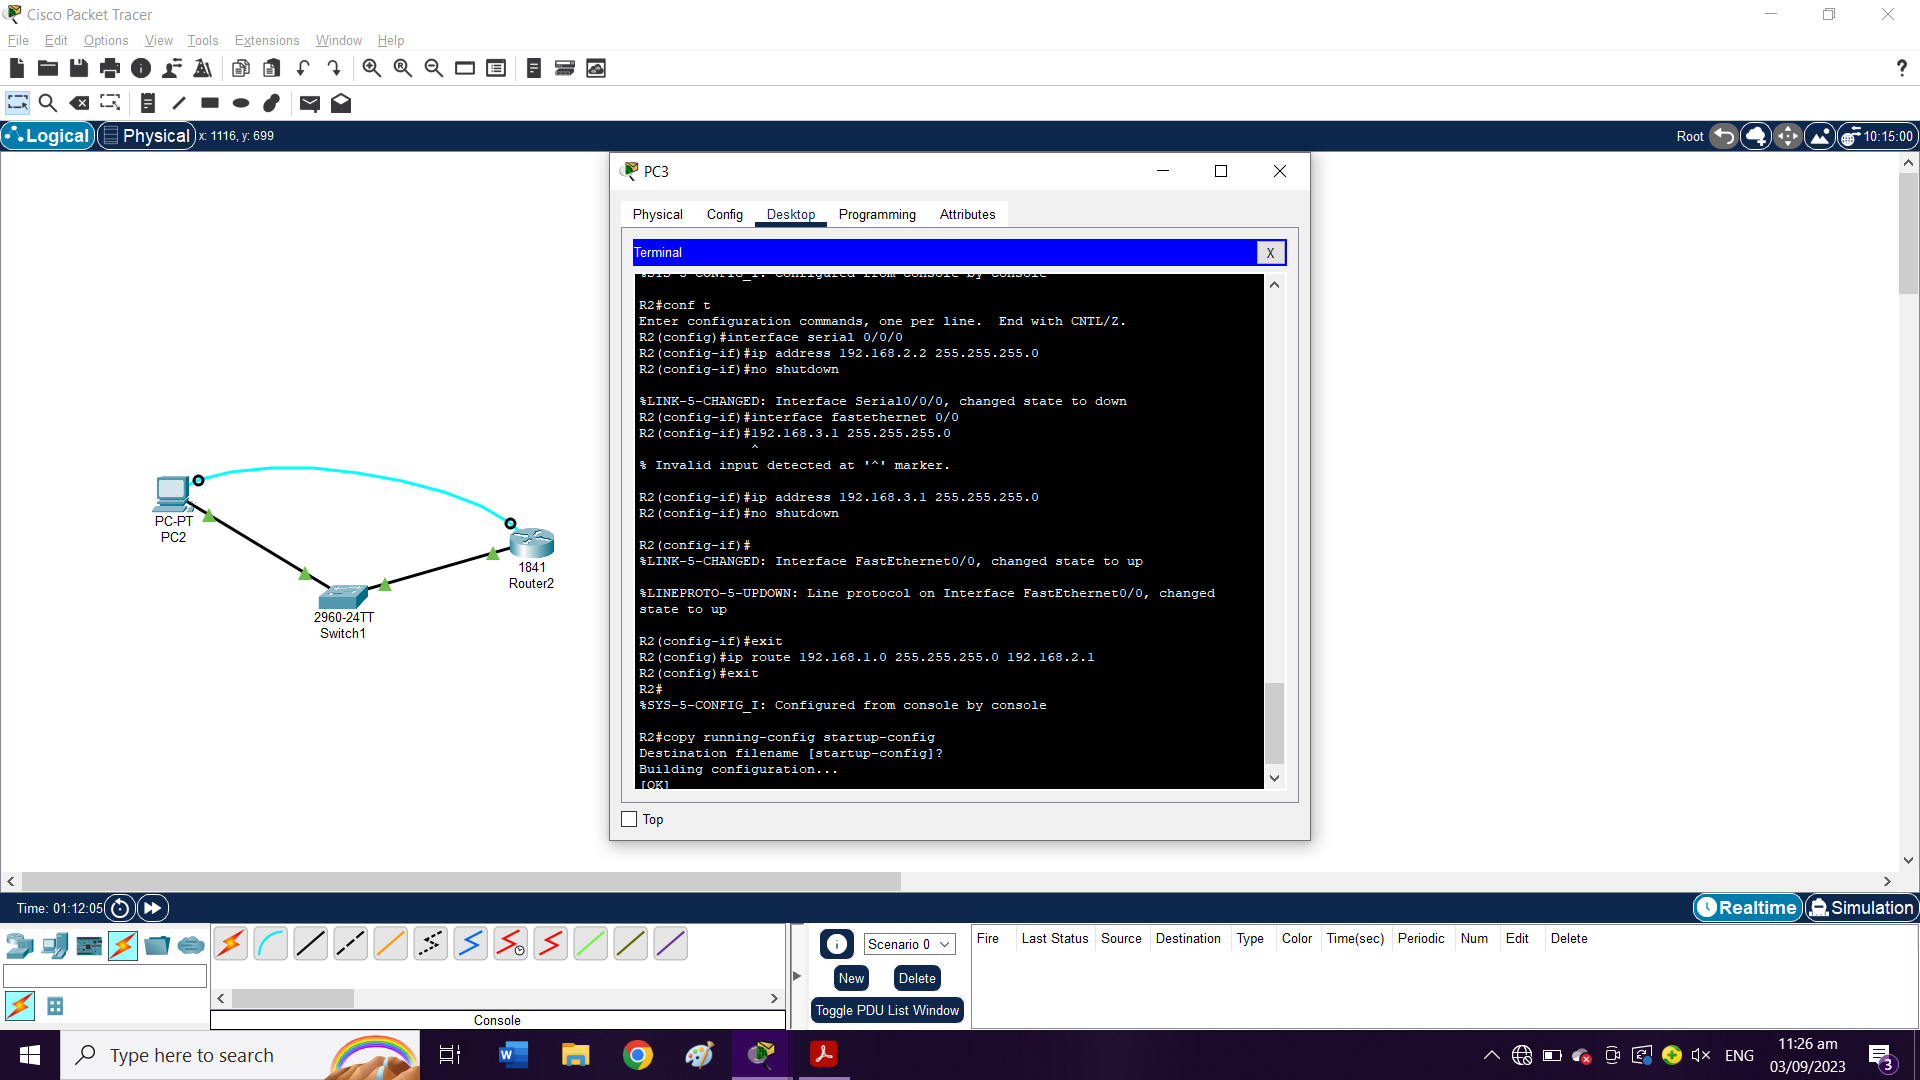 Cisco Packet Tracer
File Edit Options View Tools Extensions Window Help
?
Logical Physical x: 1116, y: 699 Root 10:15:00
PC3
Physical Config Desktop Programming Attributes
Terminal X
%SYS-5-CONFIG_I: Configured from console by console
R2#conf t
Enter configuration commands, one per line.  End with CNTL/Z.
R2(config)#interface serial 0/0/0
R2(config-if)#ip address 192.168.2.2 255.255.255.0
R2(config-if)#no shutdown
%LINK-5-CHANGED: Interface Serial0/0/0, changed state to down
R2(config-if)#interface fastethernet 0/0
R2(config-if)#192.168.3.1 255.255.255.0
^
% Invalid input detected at '^' marker.
R2(config-if)#ip address 192.168.3.1 255.255.255.0
R2(config-if)#no shutdown
R2(config-if)#
%LINK-5-CHANGED: Interface FastEthernet0/0, changed state to up
%LINEPROTO-5-UPDOWN: Line protocol on Interface FastEthernet0/0, changed
state to up
R2(config-if)#exit
R2(config)#ip route 192.168.1.0 255.255.255.0 192.168.2.1
R2(config)#exit
R2#
%SYS-5-CONFIG_I: Configured from console by console
R2#copy running-config startup-config
Destination filename [startup-config]?
Building configuration...
[OK]
Top
PC-PT
PC2
1841
Router2
2960-24TT
Switch1
Time: 01:12:05 Realtime Simulation
Scenario 0
New Delete
Toggle PDU List Window
Fire Last Status Source Destination Type Color Time(sec) Periodic Num Edit Delete
Console
Type here to search
ENG
11:26 am
03/09/2023
3